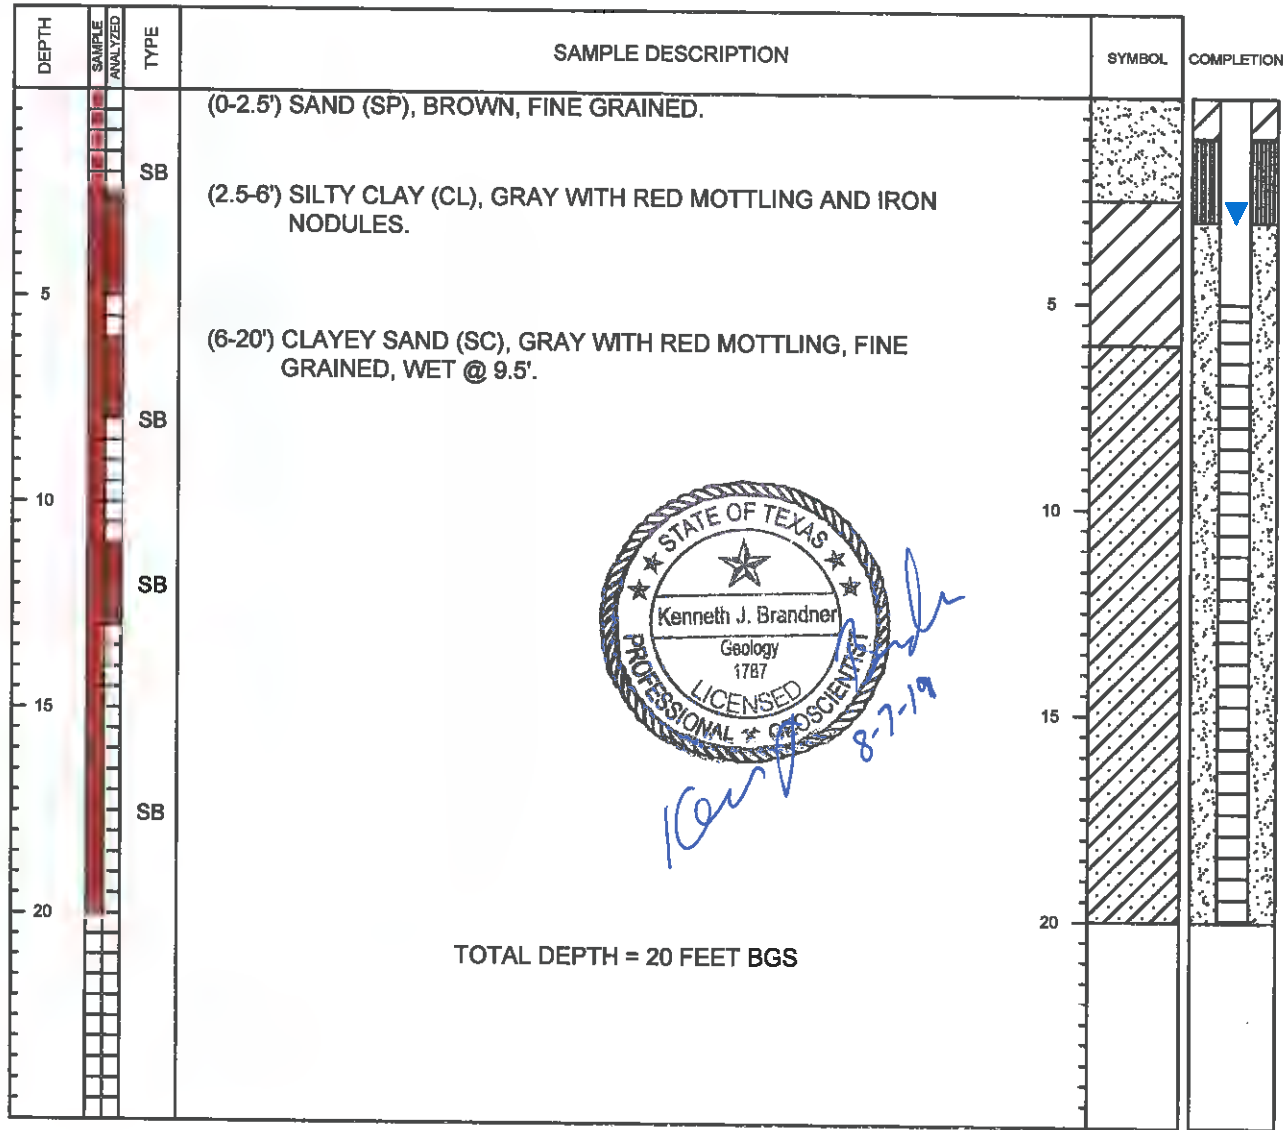 DEPTH
SAMPLE
ANALYZED
TYPE
SAMPLE DESCRIPTION
SYMBOL
COMPLETION
(0-2.5') SAND (SP), BROWN, FINE GRAINED.
SB
(2.5-6') SILTY CLAY (CL), GRAY WITH RED MOTTLING AND IRON
NODULES.
5
5
(6-20') CLAYEY SAND (SC), GRAY WITH RED MOTTLING, FINE
GRAINED, WET @ 9.5'.
SB
10
10
SB
STATE OF TEXAS
Kenneth J. Brandner
Geology
1787
LICENSED
PROFESSIONAL GEOSCIENTIST
8-7-19
15
15
SB
20
20
TOTAL DEPTH = 20 FEET BGS